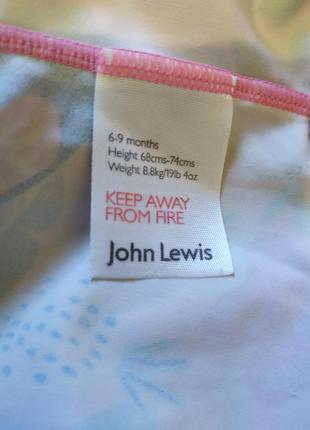 6-9 months
Height 68cms-74cms
Weight 8.8kg/19lb 4oz
KEEP AWAY
FROM FIRE
John Lewis